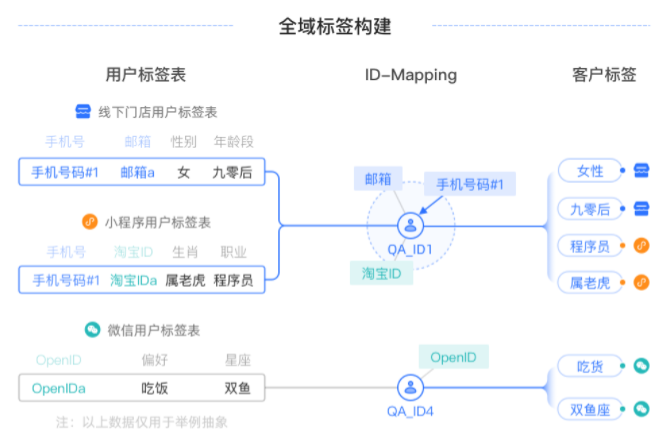 全域标签构建
用户标签表 ID-Mapping 客户标签
线下门店用户标签表
手机号 邮箱 性别 年龄段
手机号码#1 邮箱a 女 九零后
小程序用户标签表
手机号 淘宝ID 生肖 职业
手机号码#1 淘宝IDa 属老虎 程序员
微信用户标签表
OpenID 偏好 星座
OpenIDa 吃饭 双鱼
注：以上数据仅用于举例抽象
邮箱
手机号码#1
QA_ID1
淘宝ID
OpenID
QA_ID4
女性
九零后
程序员
属老虎
吃货
双鱼座